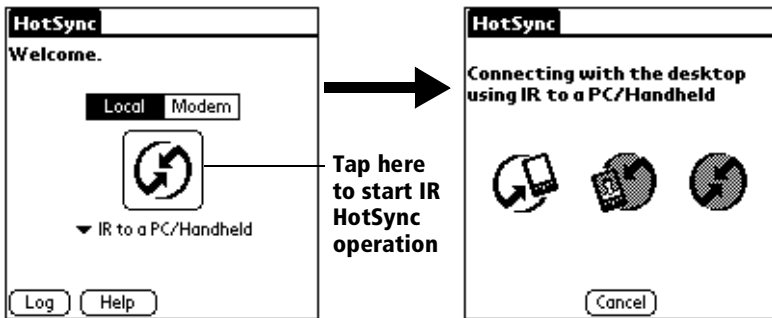 HotSync
Welcome.
Local Modem
IR to a PC/Handheld
Log Help
Tap here
to start IR
HotSync
operation
HotSync
Connecting with the desktop
using IR to a PC/Handheld
Cancel